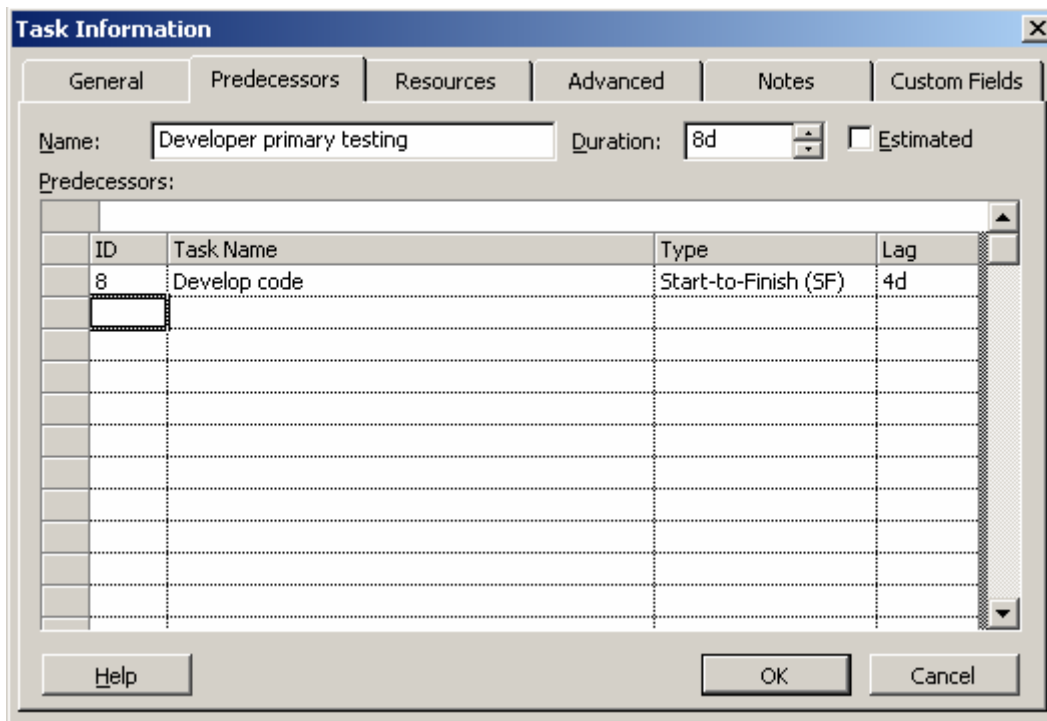 Task Information
General Predecessors Resources Advanced Notes Custom Fields
Name: Developer primary testing Duration: 8d Estimated
Predecessors:
ID Task Name Type Lag
8 Develop code Start-to-Finish (SF) 4d
Help OK Cancel